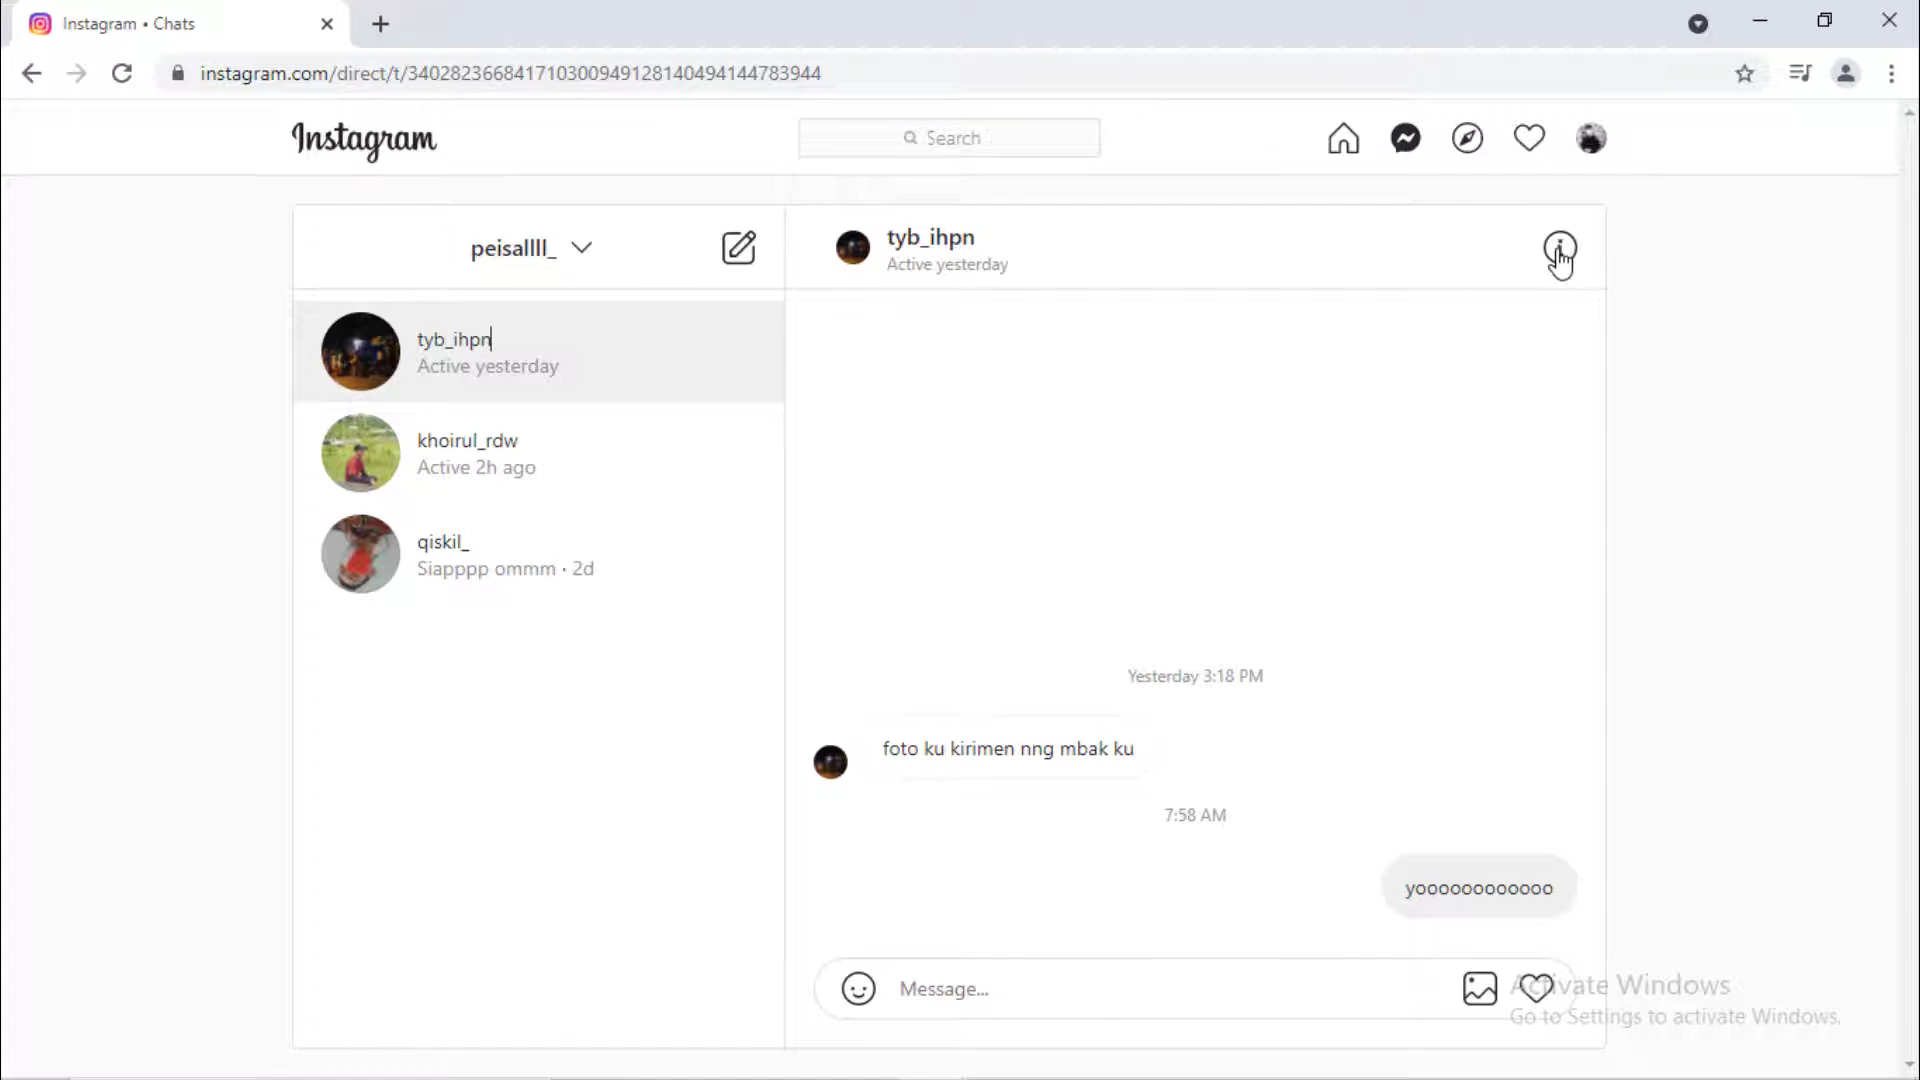 Instagram • Chats
instagram.com/direct/t/340282366841710300949128140494144783944
Instagram
Search
peisallll_
tyb_ihpn
Active yesterday
tyb_ihpn
Active yesterday
khoirul_rdw
Active 2h ago
qiskil_
Siapppp ommm · 2d
Yesterday 3:18 PM
foto ku kirimen nng mbak ku
7:58 AM
yoooooooooooo
Message...
Activate Windows
Go to Settings to activate Windows.